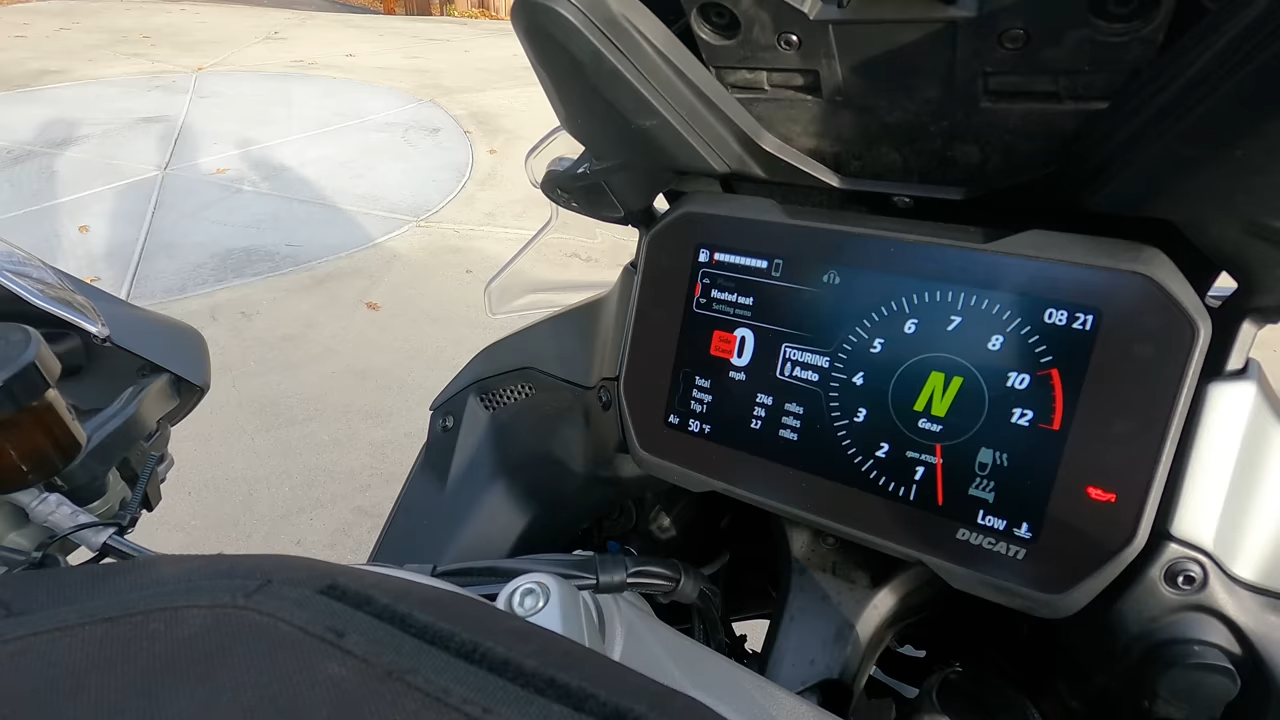 Phone
Heated seat
Setting menu
08 21
Side
Stand
0
mph
TOURING
Auto
Total 2746 miles
Range 214 miles
Trip 1 2.7 miles
Air 50 °F
1
2
3
4
5
6
7
8
10
12
N
Gear
Low
DUCATI